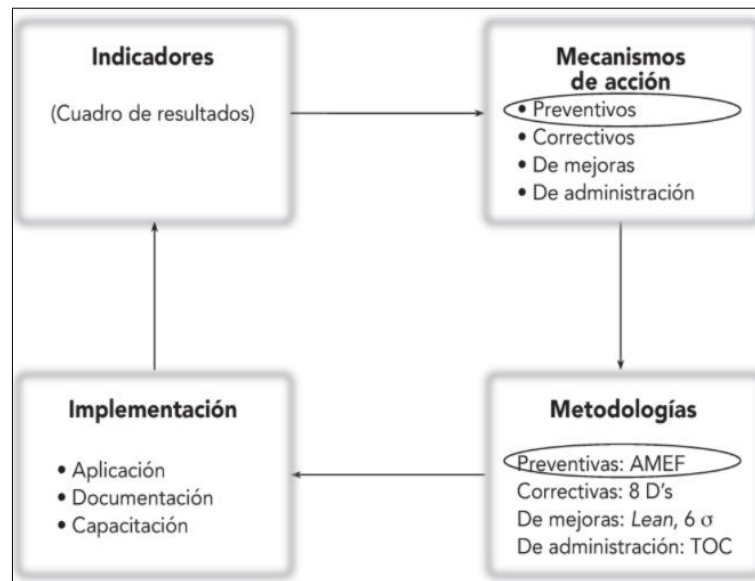 Indicadores
(Cuadro de resultados)
Mecanismos
de acción
• Preventivos
• Correctivos
• De mejoras
• De administración
Implementación
• Aplicación
• Documentación
• Capacitación
Metodologías
Preventivas: AMEF
Correctivas: 8 D's
De mejoras: Lean, 6 σ
De administración: TOC